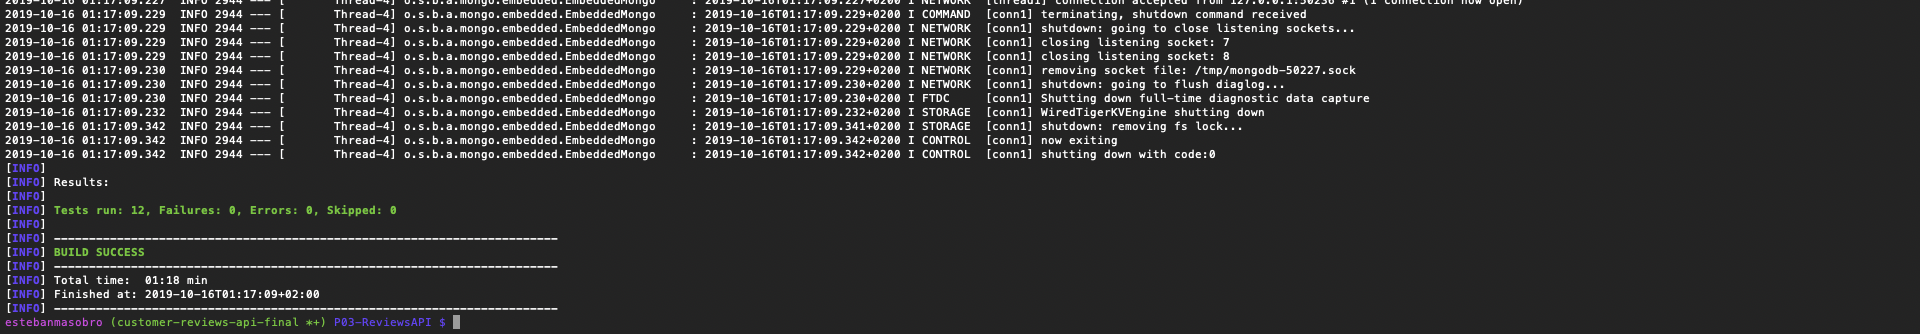 2019-10-16 01:17:09.227  INFO 2944 --- [       Thread-4] o.s.b.a.mongo.embedded.EmbeddedMongo     : 2019-10-16T01:17:09.227+0200 I NETWORK  [thread1] connection accepted from 127.0.0.1:50236 #1 (1 connection now open)
2019-10-16 01:17:09.229  INFO 2944 --- [       Thread-4] o.s.b.a.mongo.embedded.EmbeddedMongo     : 2019-10-16T01:17:09.229+0200 I COMMAND  [conn1] terminating, shutdown command received
2019-10-16 01:17:09.229  INFO 2944 --- [       Thread-4] o.s.b.a.mongo.embedded.EmbeddedMongo     : 2019-10-16T01:17:09.229+0200 I NETWORK  [conn1] shutdown: going to close listening sockets...
2019-10-16 01:17:09.229  INFO 2944 --- [       Thread-4] o.s.b.a.mongo.embedded.EmbeddedMongo     : 2019-10-16T01:17:09.229+0200 I NETWORK  [conn1] closing listening socket: 7
2019-10-16 01:17:09.229  INFO 2944 --- [       Thread-4] o.s.b.a.mongo.embedded.EmbeddedMongo     : 2019-10-16T01:17:09.229+0200 I NETWORK  [conn1] closing listening socket: 8
2019-10-16 01:17:09.230  INFO 2944 --- [       Thread-4] o.s.b.a.mongo.embedded.EmbeddedMongo     : 2019-10-16T01:17:09.229+0200 I NETWORK  [conn1] removing socket file: /tmp/mongodb-50227.sock
2019-10-16 01:17:09.230  INFO 2944 --- [       Thread-4] o.s.b.a.mongo.embedded.EmbeddedMongo     : 2019-10-16T01:17:09.230+0200 I NETWORK  [conn1] shutdown: going to flush diaglog...
2019-10-16 01:17:09.230  INFO 2944 --- [       Thread-4] o.s.b.a.mongo.embedded.EmbeddedMongo     : 2019-10-16T01:17:09.230+0200 I FTDC     [conn1] Shutting down full-time diagnostic data capture
2019-10-16 01:17:09.232  INFO 2944 --- [       Thread-4] o.s.b.a.mongo.embedded.EmbeddedMongo     : 2019-10-16T01:17:09.232+0200 I STORAGE  [conn1] WiredTigerKVEngine shutting down
2019-10-16 01:17:09.342  INFO 2944 --- [       Thread-4] o.s.b.a.mongo.embedded.EmbeddedMongo     : 2019-10-16T01:17:09.341+0200 I STORAGE  [conn1] shutdown: removing fs lock...
2019-10-16 01:17:09.342  INFO 2944 --- [       Thread-4] o.s.b.a.mongo.embedded.EmbeddedMongo     : 2019-10-16T01:17:09.342+0200 I CONTROL  [conn1] now exiting
2019-10-16 01:17:09.342  INFO 2944 --- [       Thread-4] o.s.b.a.mongo.embedded.EmbeddedMongo     : 2019-10-16T01:17:09.342+0200 I CONTROL  [conn1] shutting down with code:0
[INFO]
[INFO] Results:
[INFO]
[INFO] Tests run: 12, Failures: 0, Errors: 0, Skipped: 0
[INFO]
[INFO] ------------------------------------------------------------------------
[INFO] BUILD SUCCESS
[INFO] ------------------------------------------------------------------------
[INFO] Total time:  01:18 min
[INFO] Finished at: 2019-10-16T01:17:09+02:00
[INFO] ------------------------------------------------------------------------
estebanmasobro (customer-reviews-api-final *+) P03-ReviewsAPI $